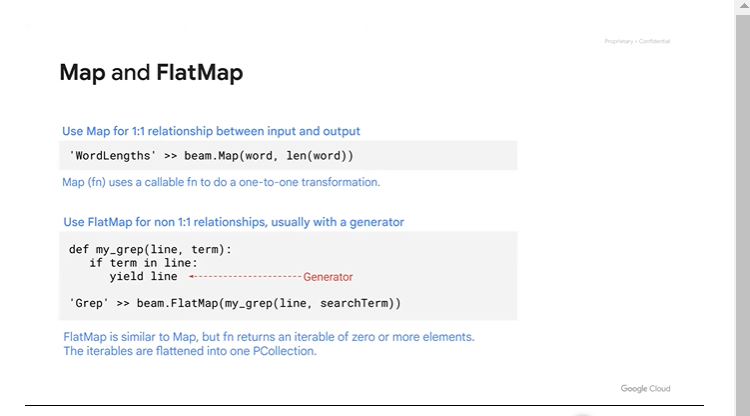 Proprietary + Confidential
Map and FlatMap
Use Map for 1:1 relationship between input and output
'WordLengths' >> beam.Map(word, len(word))
Map (fn) uses a callable fn to do a one-to-one transformation.
Use FlatMap for non 1:1 relationships, usually with a generator
def my_grep(line, term):
if term in line:
yield line Generator
'Grep' >> beam.FlatMap(my_grep(line, searchTerm))
FlatMap is similar to Map, but fn returns an iterable of zero or more elements.
The iterables are flattened into one PCollection.
Google Cloud